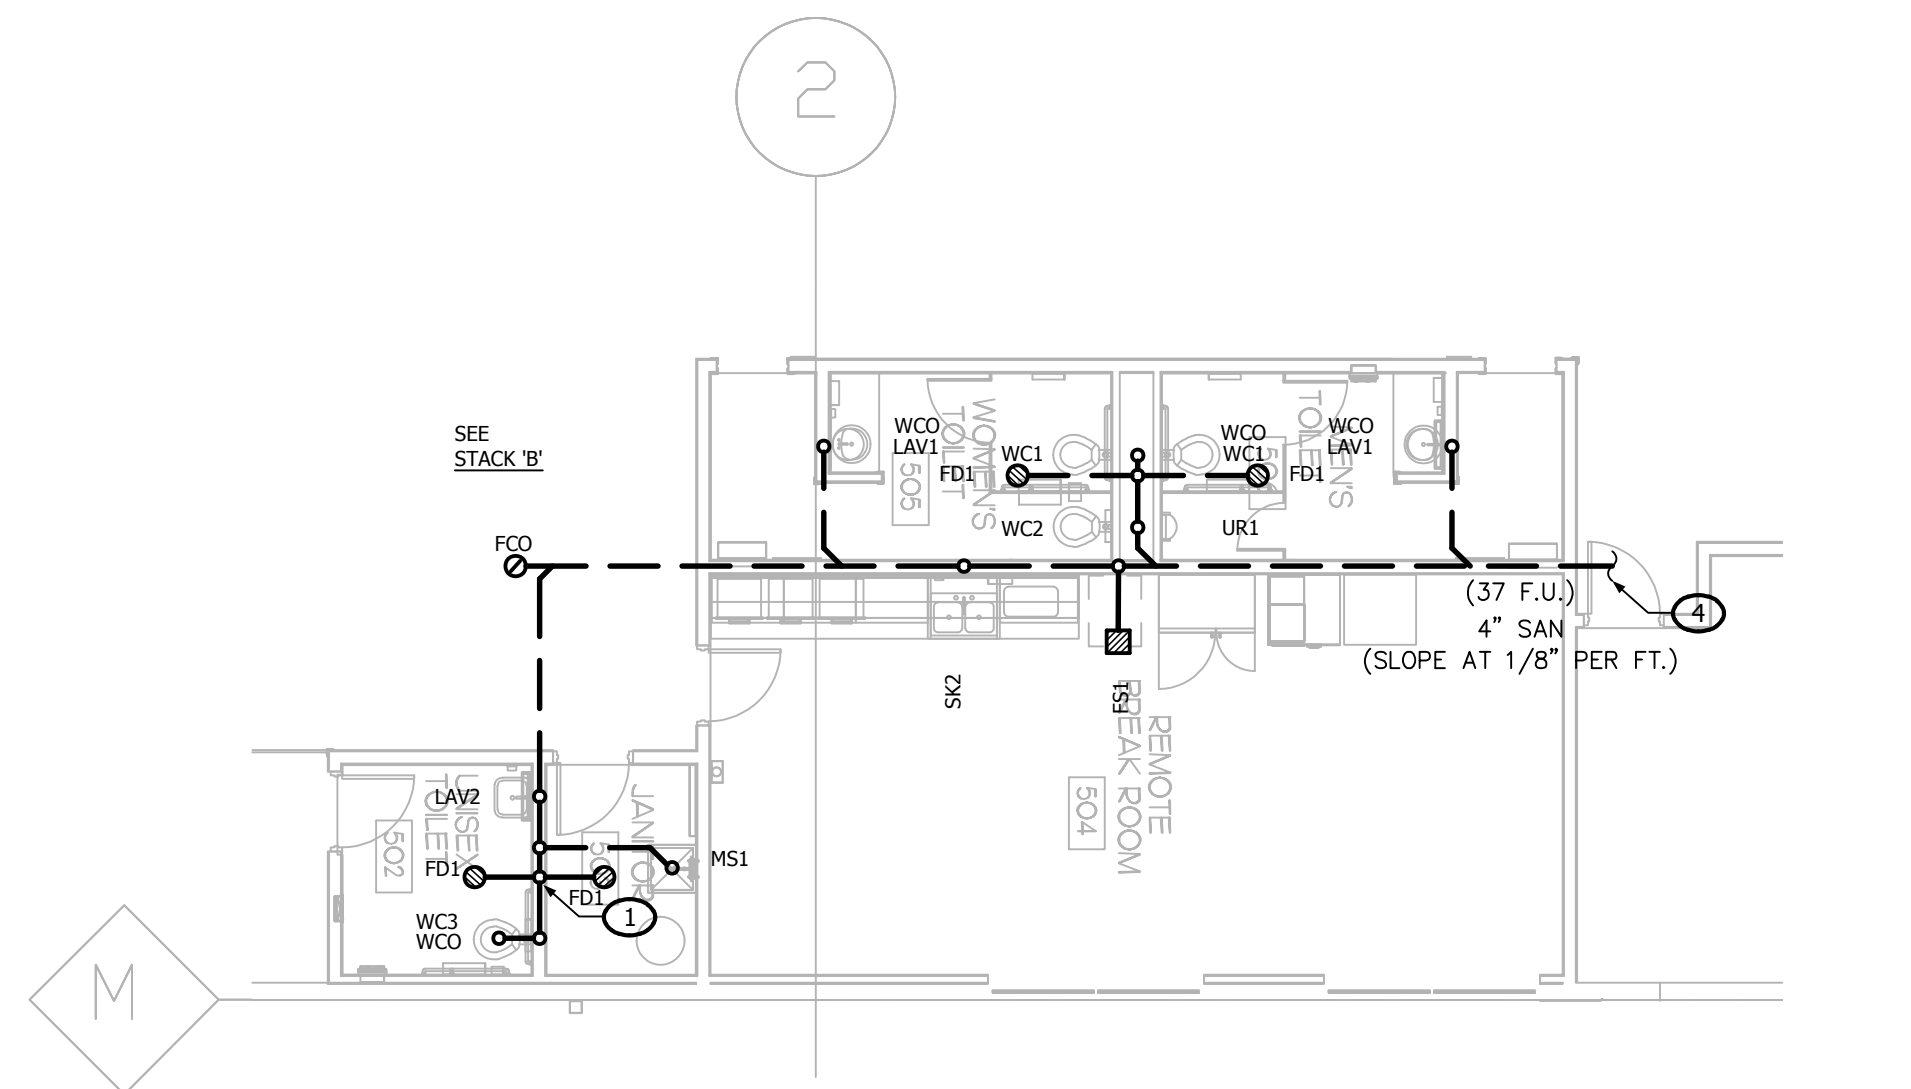 2
SEE
STACK 'B'
FCO
WCO
LAV1
FD1
WC1
WC2
WOMEN'S
TOILET
505
WCO
WC1
FD1
UR1
WCO
LAV1
MEN'S
TOILET
(37 F.U.)
4” SAN
(SLOPE AT 1/8” PER FT.)
4
SK2
FS1
REMOTE
BREAK ROOM
504
LAV2
UNISEX
TOILET
502
FD1
WC3
WCO
JANITOR
FD1
1
MS1
M